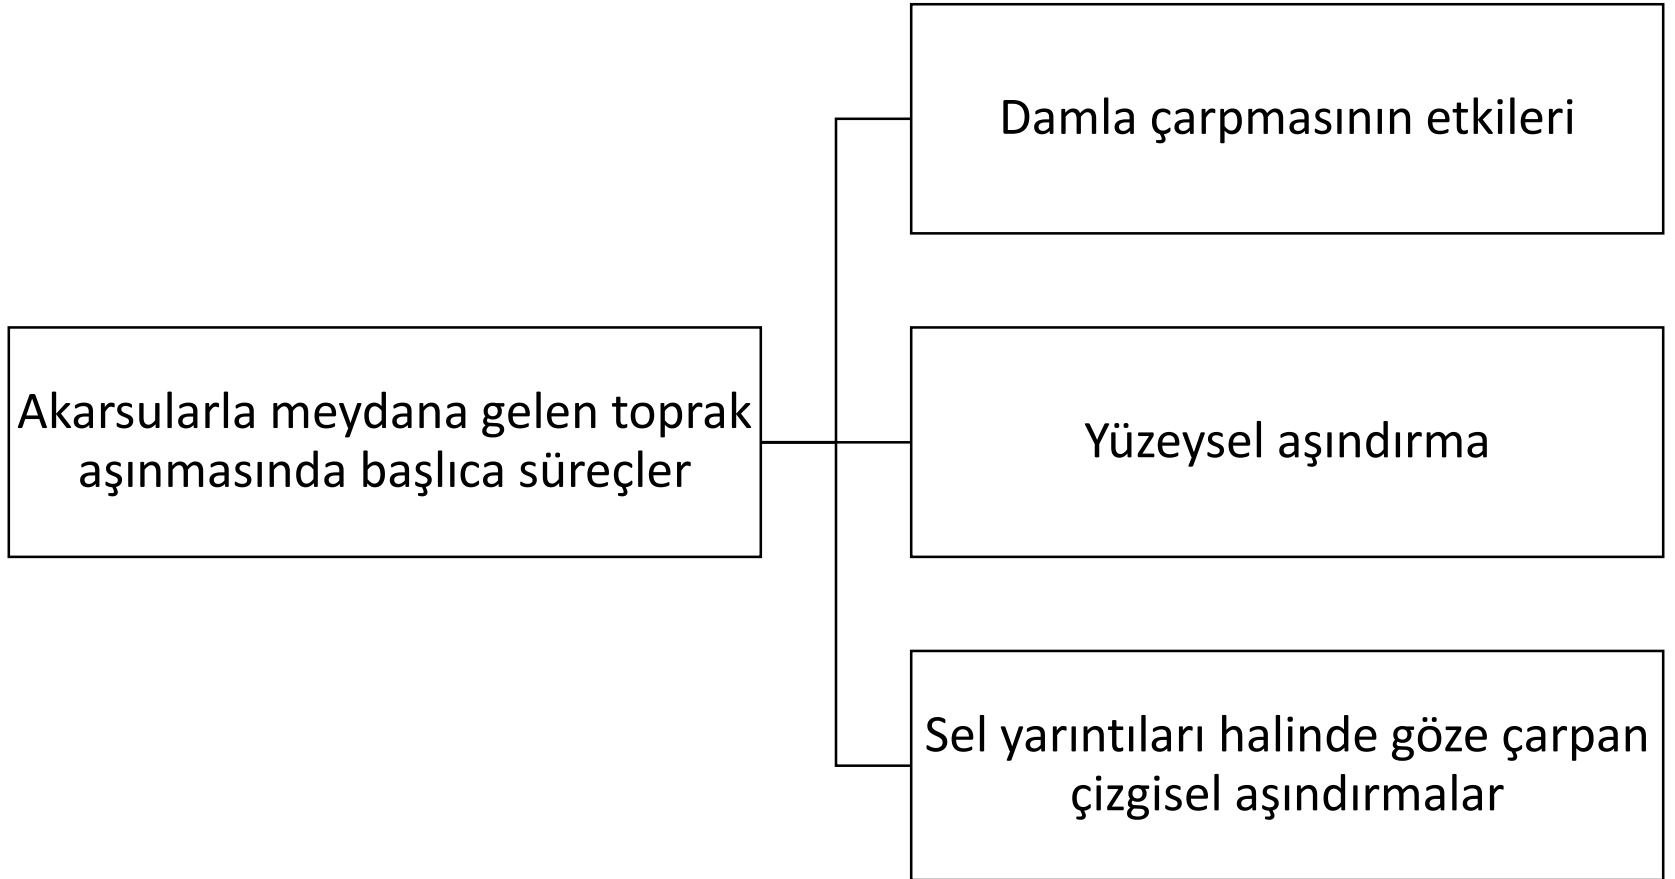 Damla çarpmasının etkileri
Akarsularla meydana gelen toprak
aşınmasında başlıca süreçler
Yüzeysel aşındırma
Sel yarıntıları halinde göze çarpan
çizgisel aşındırmalar